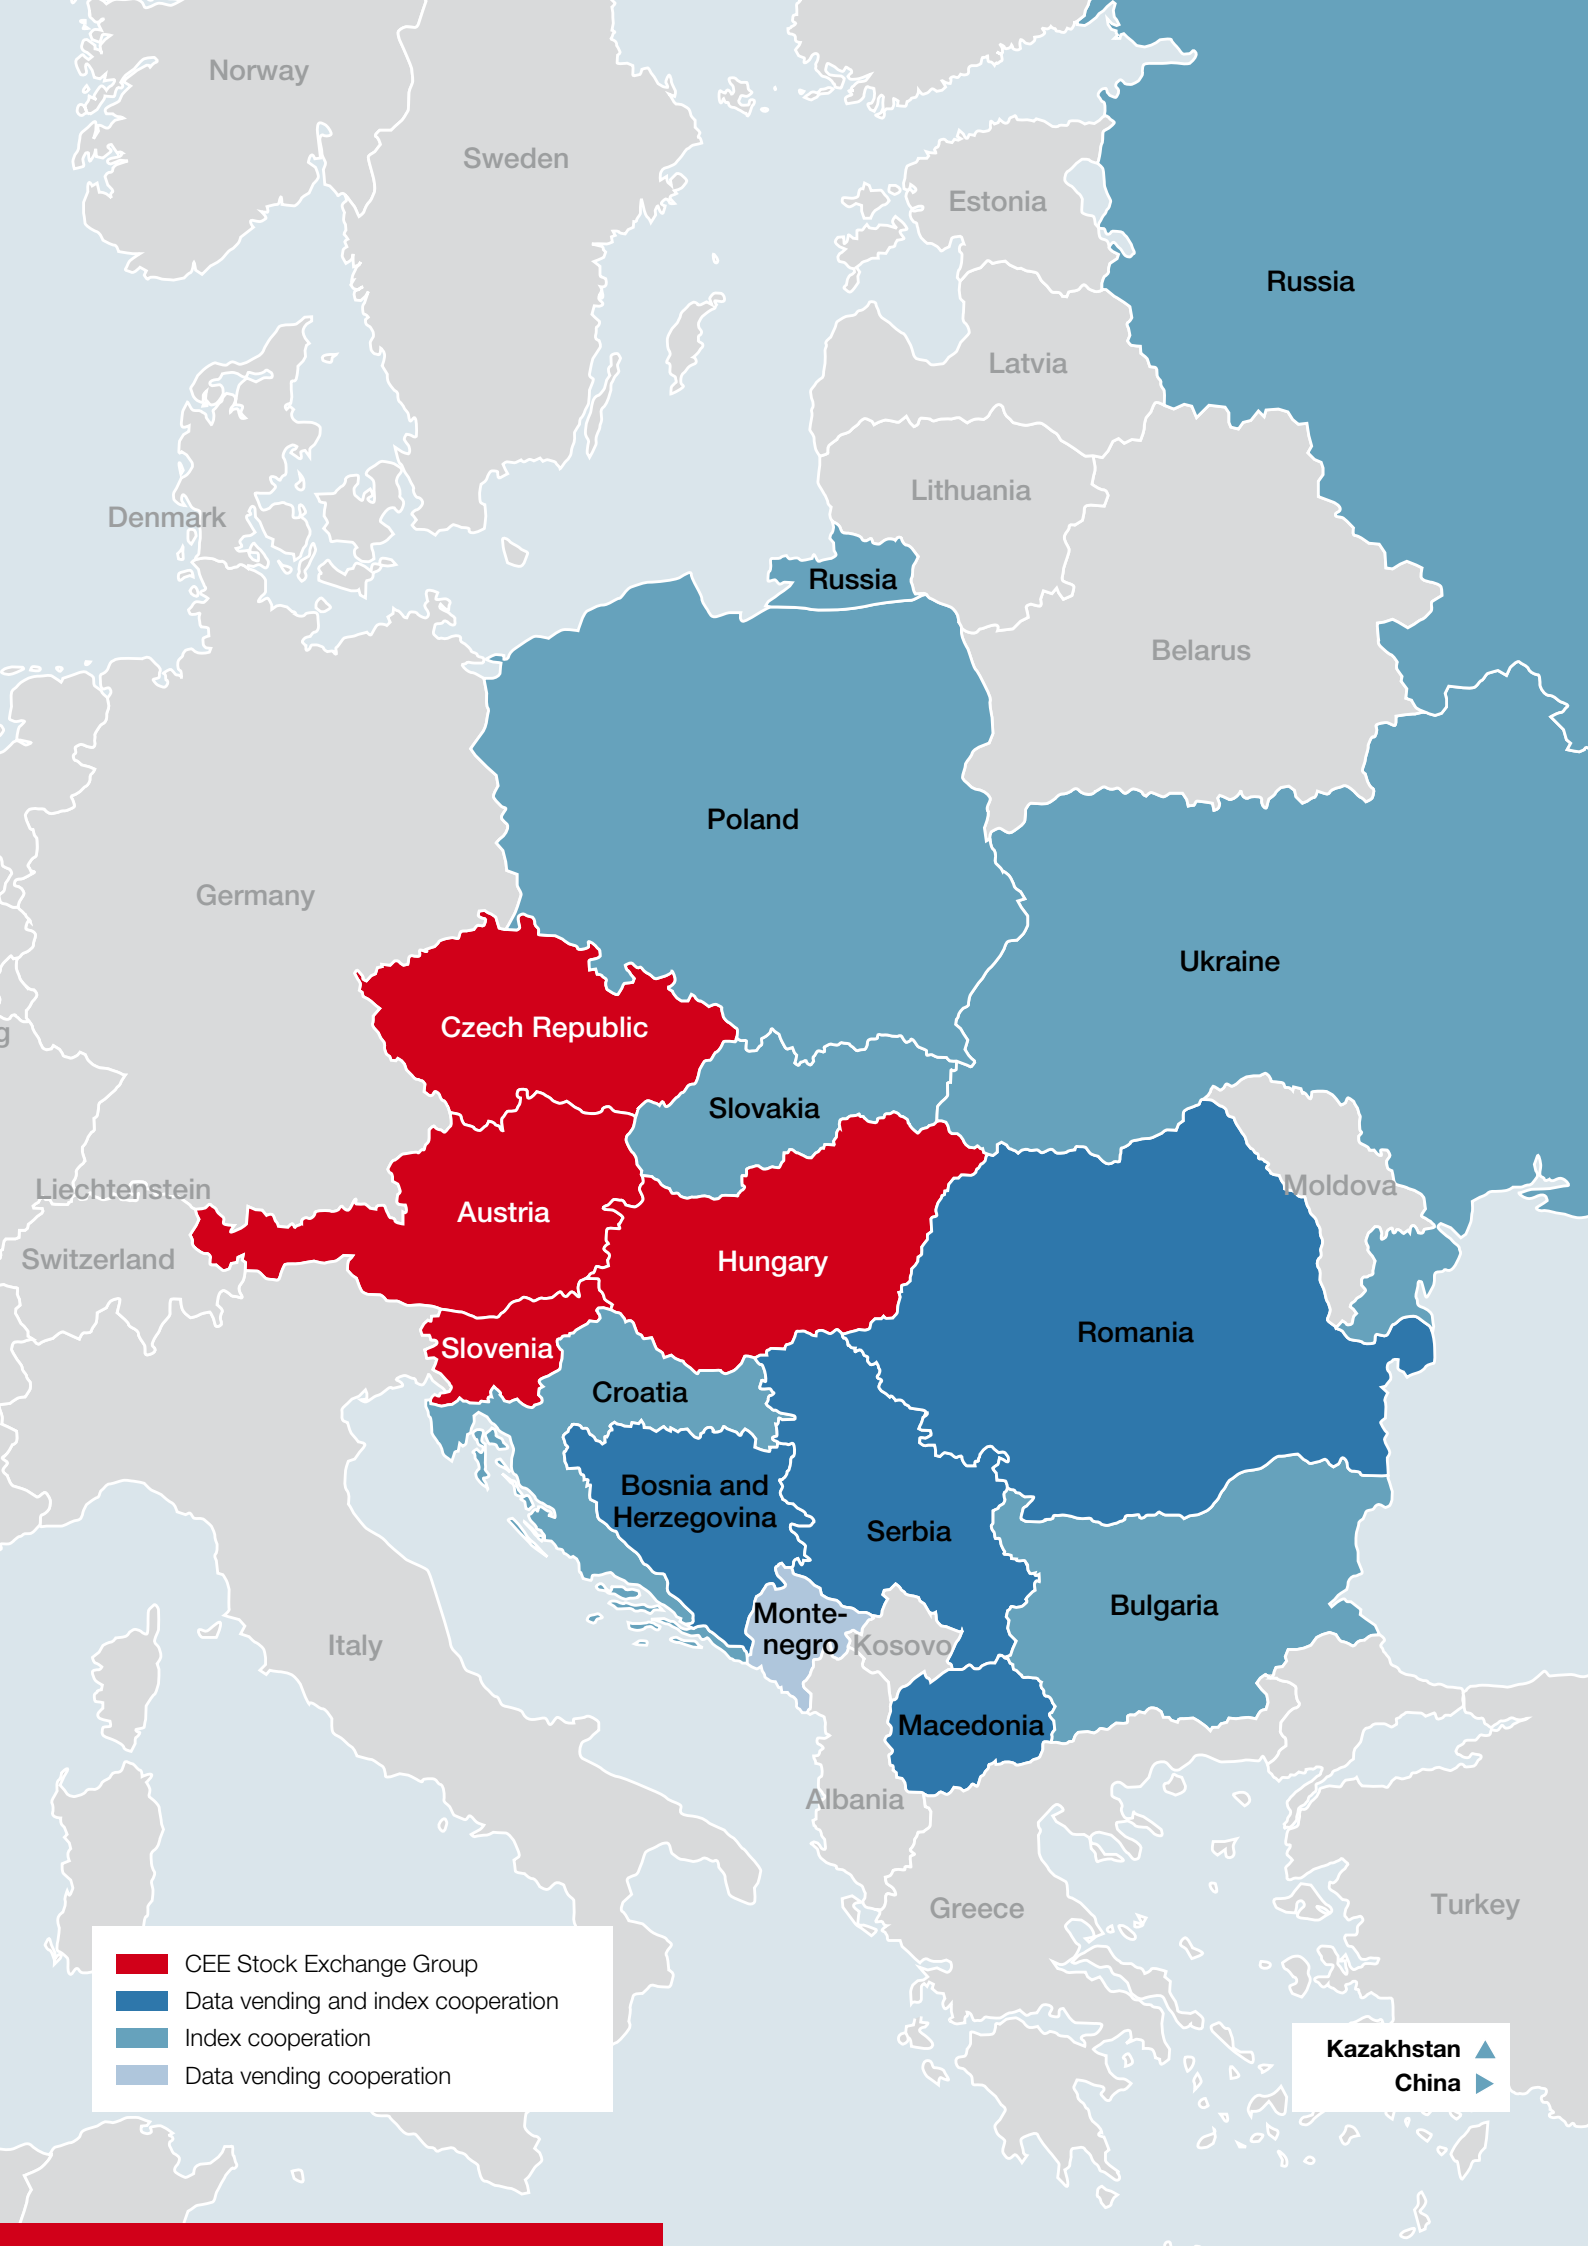 Norway
Sweden
Estonia
Russia
Latvia
Lithuania
Denmark
Russia
Belarus
Poland
Germany
Ukraine
Czech Republic
g
Slovakia
Liechtenstein
Moldova
Austria
Switzerland
Hungary
Romania
Slovenia
Croatia
Bosnia and
Herzegovina
Serbia
Bulgaria
Monte-
negro
Kosovo
Italy
Macedonia
Albania
Greece
Turkey
CEE Stock Exchange Group
Data vending and index cooperation
Index cooperation
Data vending cooperation
Kazakhstan
China